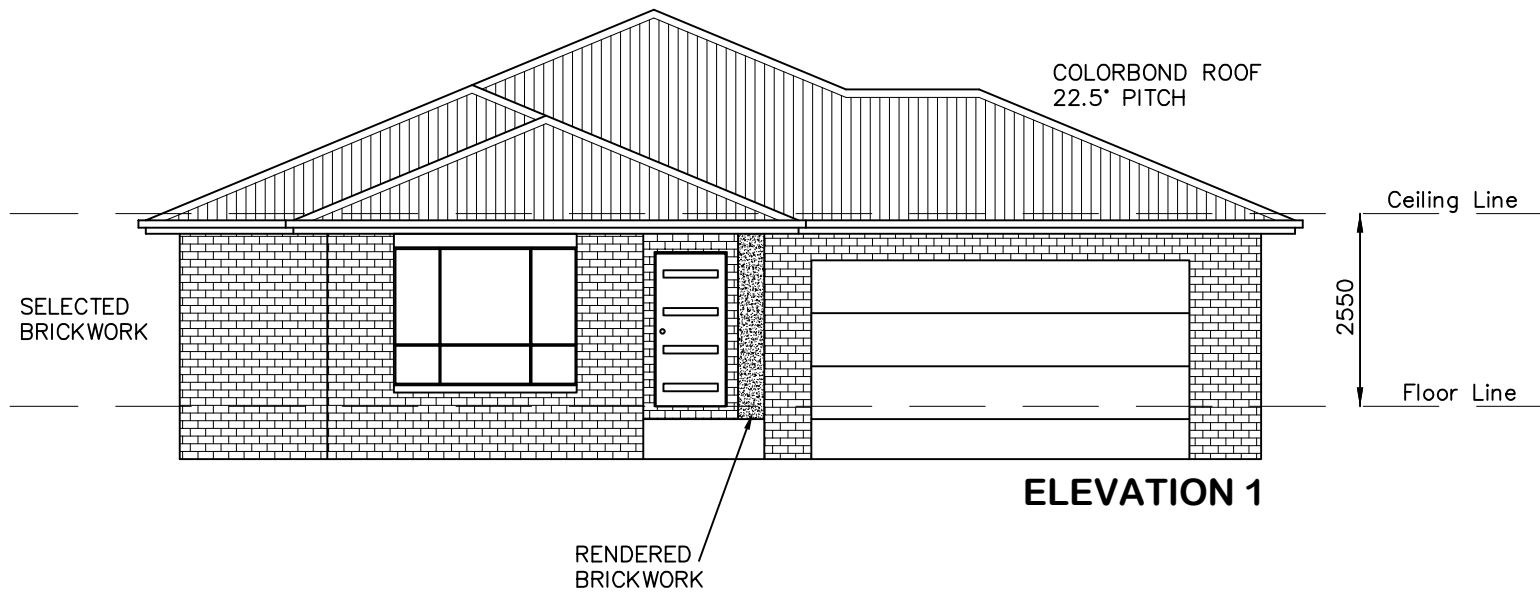 COLORBOND ROOF
22.5° PITCH
Ceiling Line
SELECTED
BRICKWORK
2550
Floor Line
ELEVATION 1
RENDERED
BRICKWORK